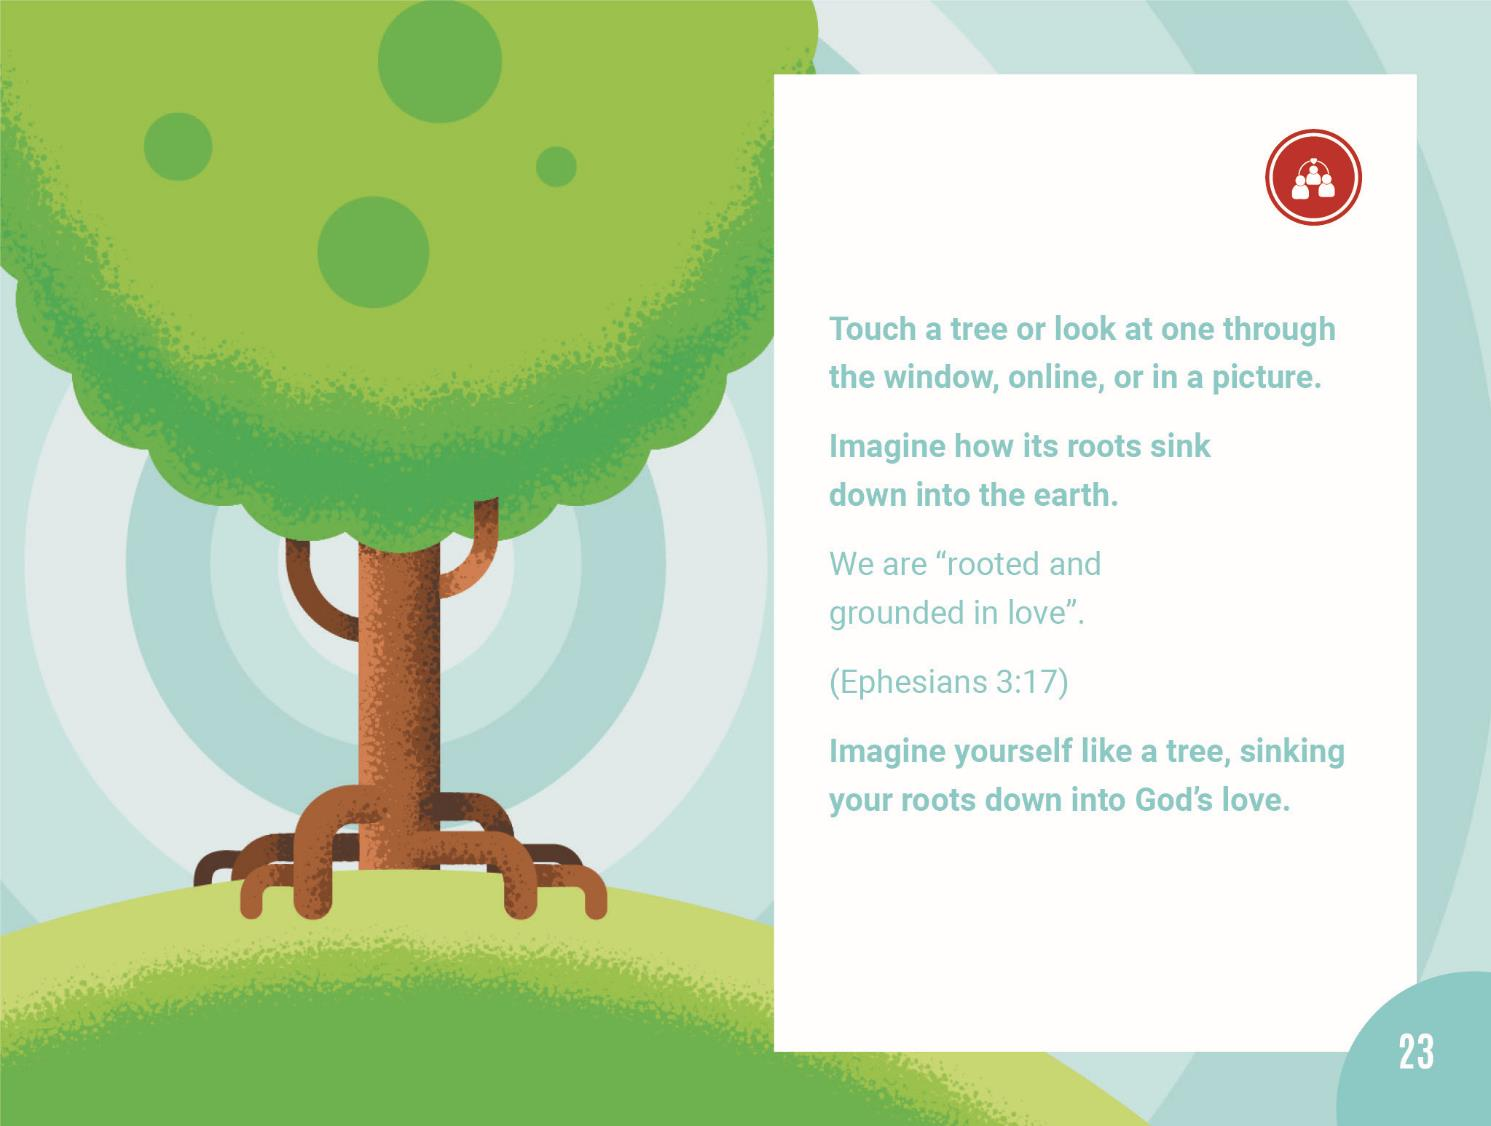 Touch a tree or look at one through
the window, online, or in a picture.
Imagine how its roots sink
down into the earth.
We are “rooted and
grounded in love”.
(Ephesians 3:17)
Imagine yourself like a tree, sinking
your roots down into God’s love.
23